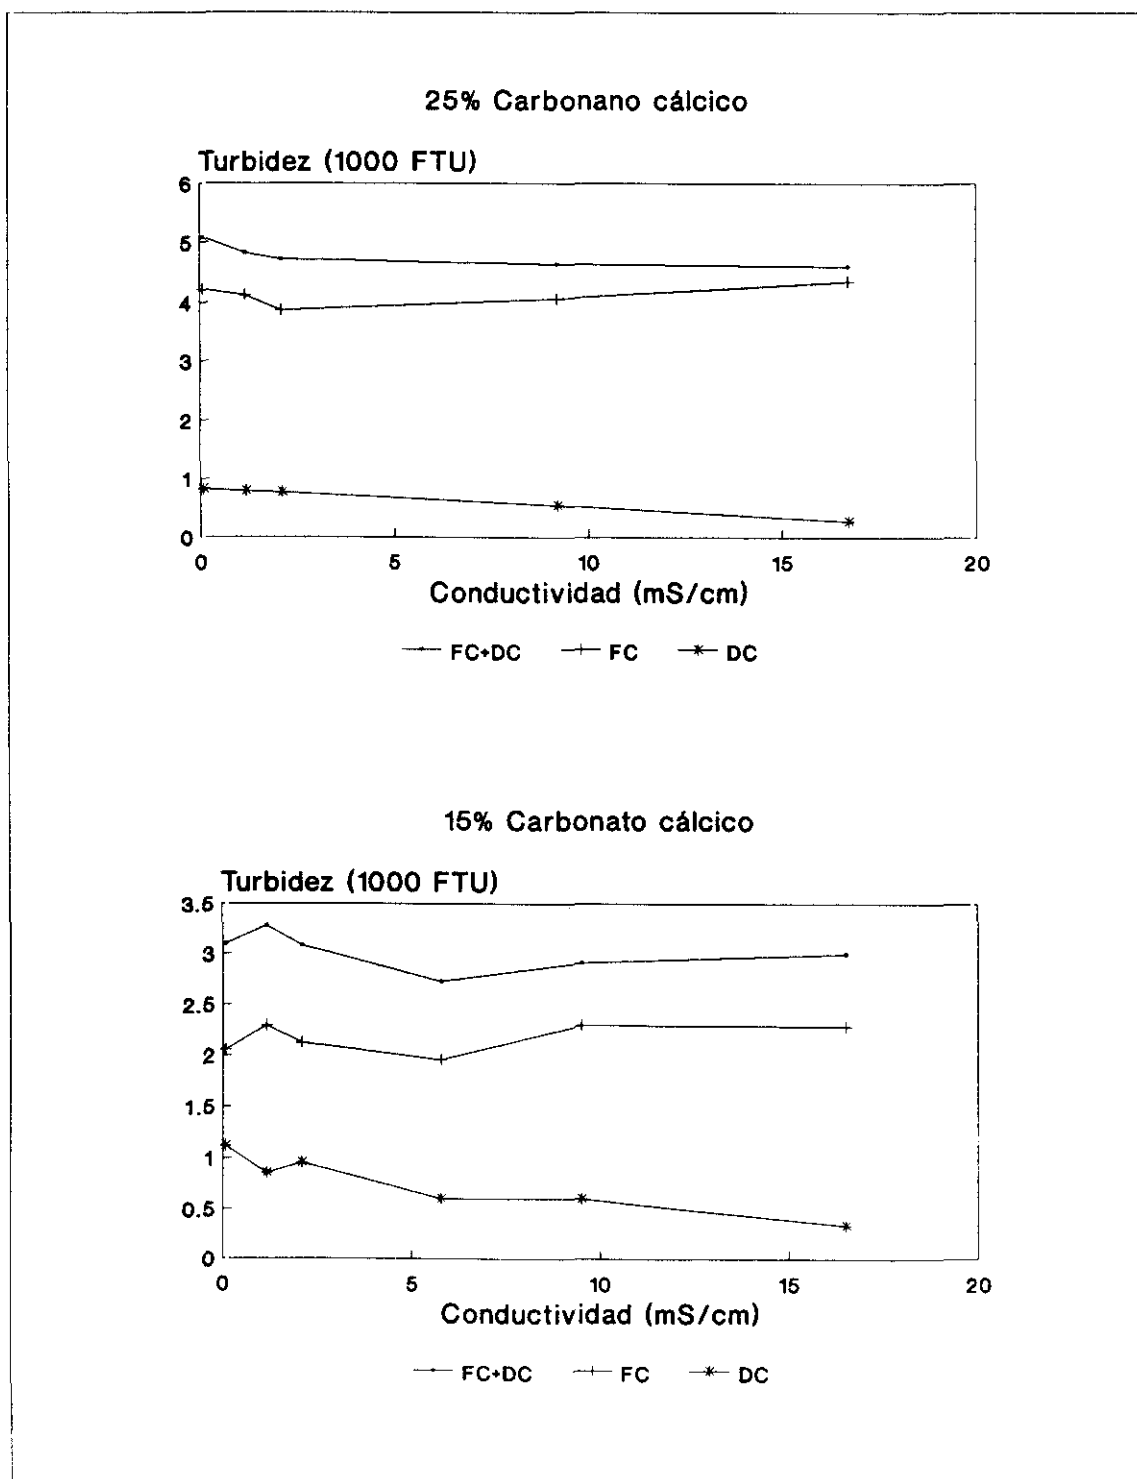 25% Carbonano cálcico
Turbidez (1000 FTU)
6
5
4
3
2
1
0
0 5 10 15 20
Conductividad (mS/cm)
FC+DC FC DC
15% Carbonato cálcico
Turbidez (1000 FTU)
3.5
3
2.5
2
1.5
1
0.5
0
0 5 10 15 20
Conductividad (mS/cm)
FC+DC FC DC